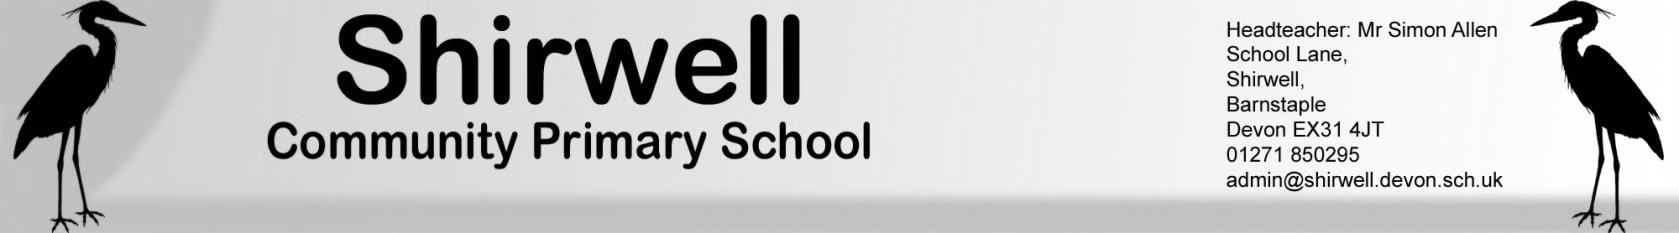 Shirwell
Community Primary School
Headteacher: Mr Simon Allen
School Lane,
Shirwell,
Barnstaple
Devon EX31 4JT
01271 850295
admin@shirwell.devon.sch.uk